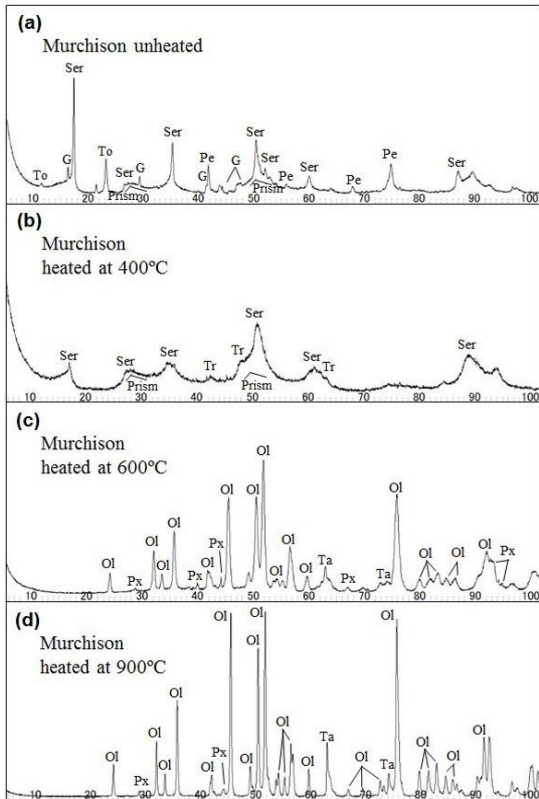 (a)
Murchison unheated
Ser
Ser
Ser
To
G
To
Ser
G
Prism
Pe
G
G
Ser
Prism
Pe
Ser
Pe
Pe
Ser
10 20 30 40 50 60 70 80 90 100
(b)
Murchison
heated at 400ºC
Ser
Ser
Ser
Prism
Ser
Tr
Tr
Prism
Ser
Tr
Ser
10 20 30 40 50 60 70 80 90 100
(c)
Murchison
heated at 600ºC
Ol
Ol
Ol
Ol
Ol
Px
Ol
Ol
Px
Ol
Px
Ol
Ol
Ol
Ta
Px
Ta
Ol
Ol
Ol
Px
10 20 30 40 50 60 70 80 90 100
(d)
Murchison
heated at 900ºC
Ol
Ol
Ol
Ol
Ol
Ol
Px
Ol
Ol
Px
Ol
Ol
Ol
Ol
Ta
Ol
Ta
Ol
Ol
Ol
10 20 30 40 50 60 70 80 90 100